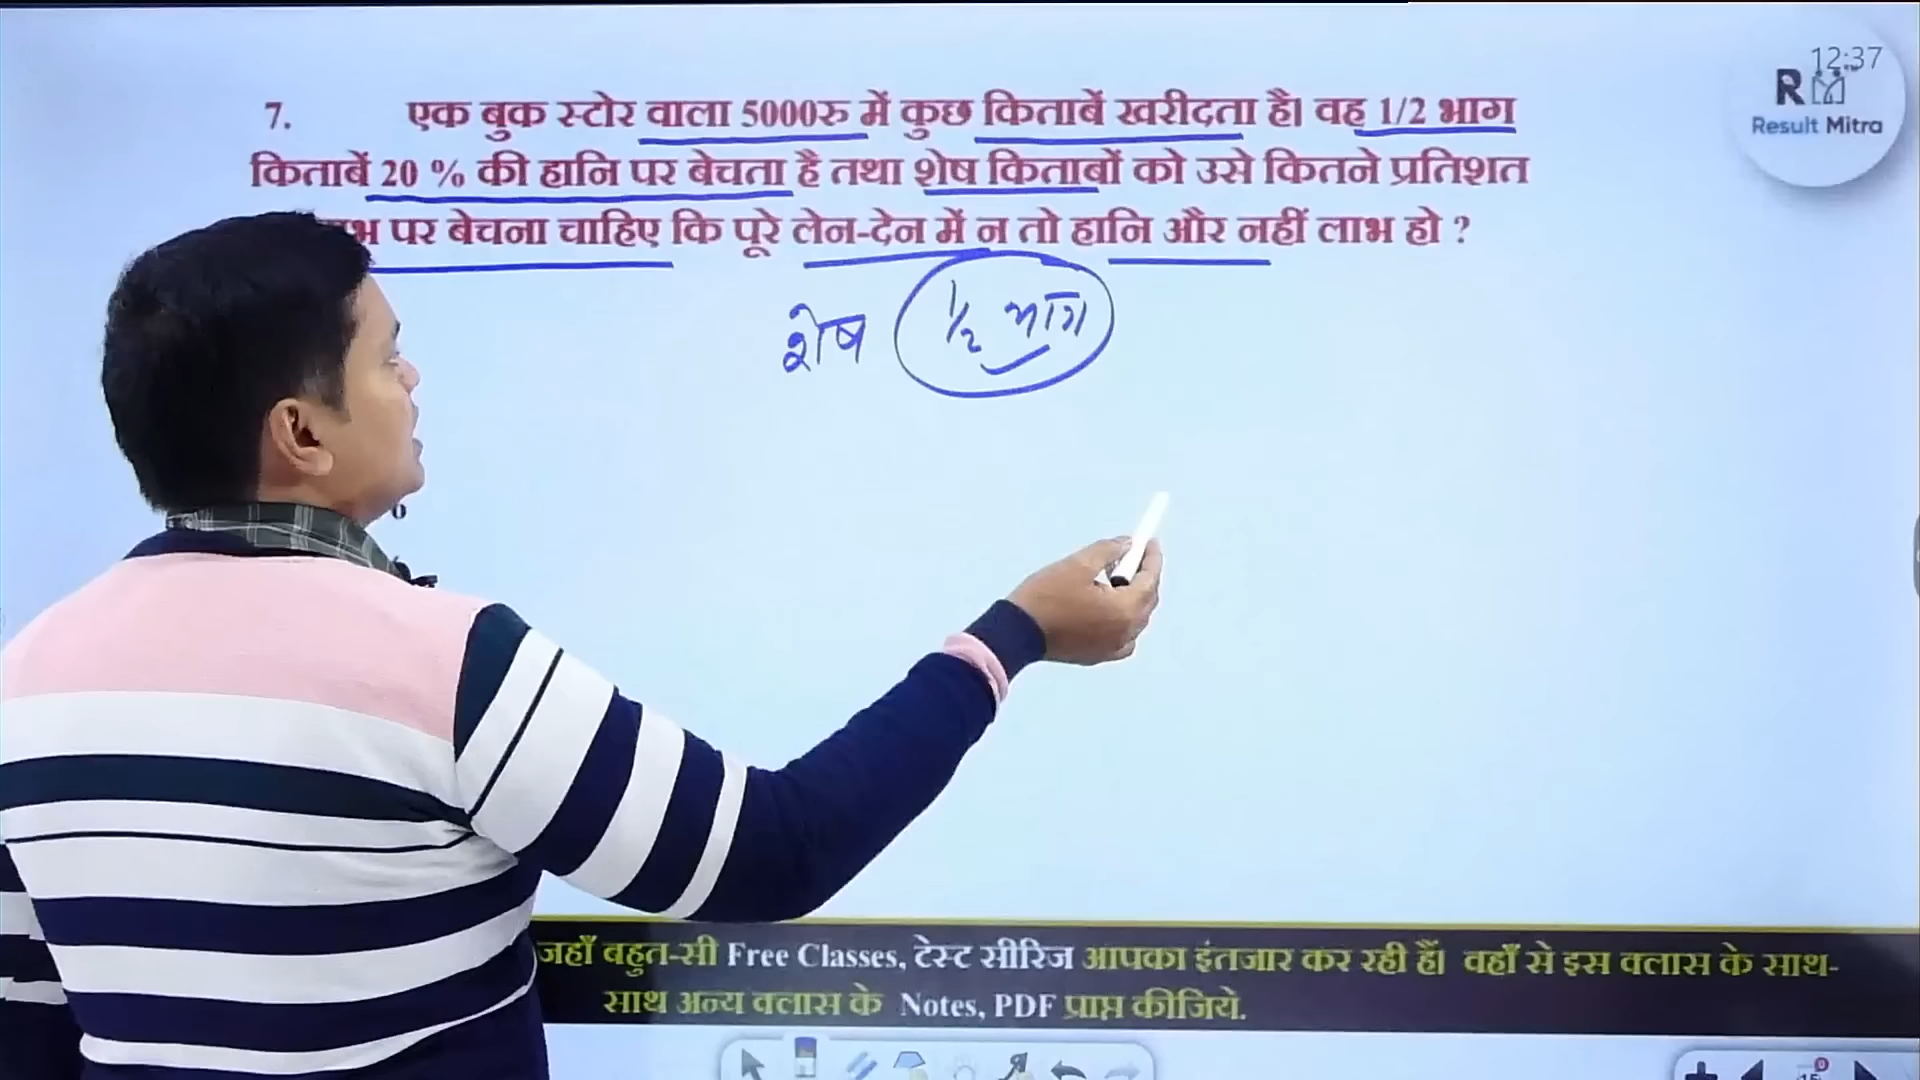 12:37
Result Mitra
7. एक बुक स्टोर वाला 5000रु में कुछ किताबें खरीदता है। वह 1/2 भाग
किताबें 20 % की हानि पर बेचता है तथा शेष किताबों को उसे कितने प्रतिशत
पर बेचना चाहिए कि पूरे लेन-देन में न तो हानि और नहीं लाभ हो ?
शेष 1/2 भाग
जहाँ बहुत-सी Free Classes, टेस्ट सीरिज आपका इंतजार कर रही हैं। वहाँ से इस क्लास के साथ-
साथ अन्य क्लास के Notes, PDF प्राप्त कीजिये.